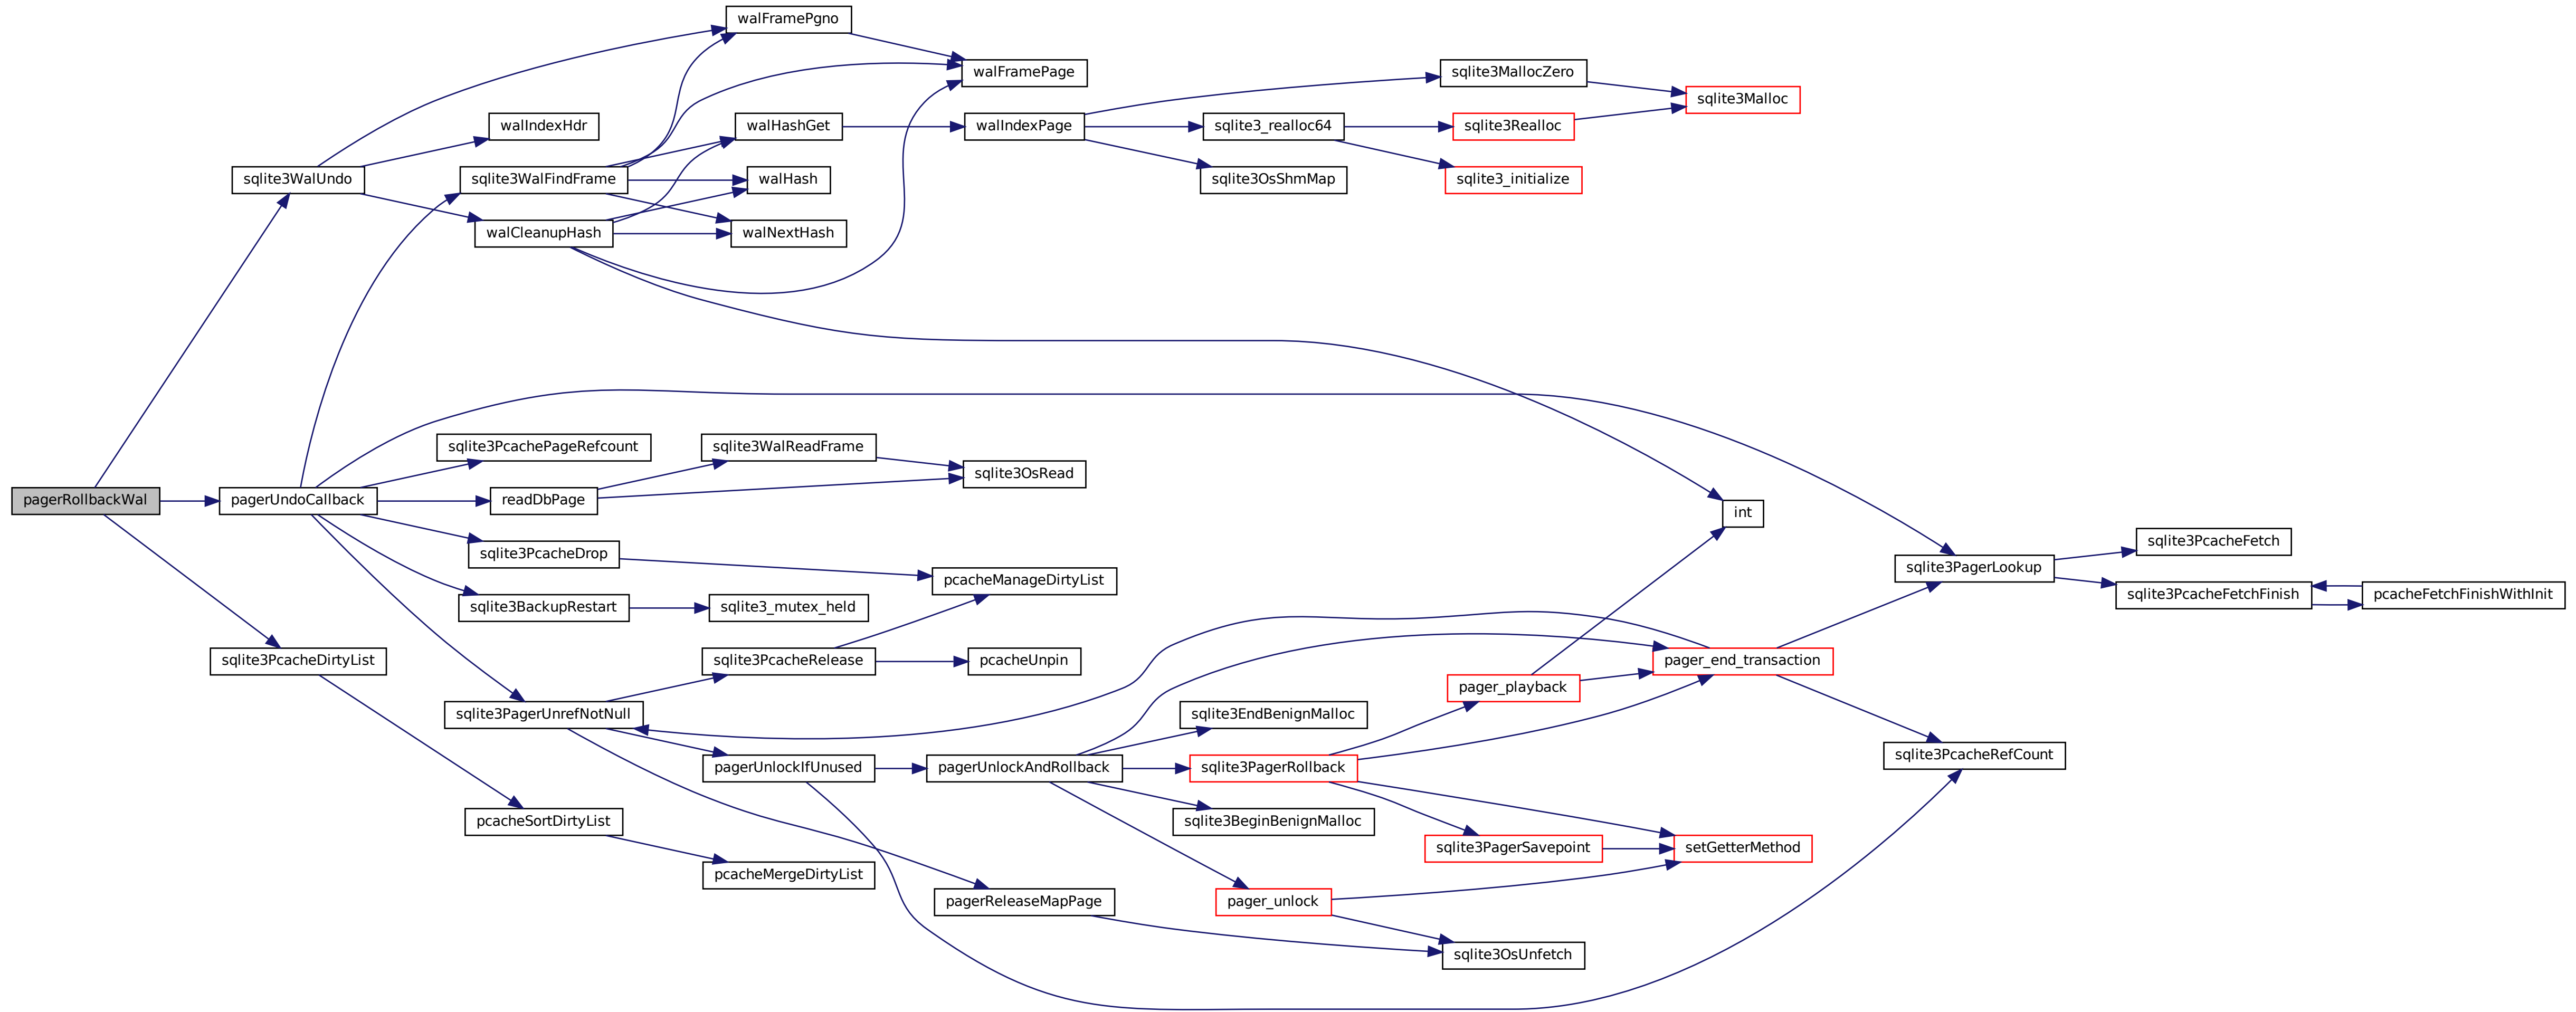 walFramePgno
walFramePage
sqlite3MallocZero
sqlite3Malloc
walIndexHdr
walHashGet
walIndexPage
sqlite3_realloc64
sqlite3Realloc
sqlite3WalUndo
sqlite3WalFindFrame
walHash
sqlite3OsShmMap
sqlite3_initialize
walCleanupHash
walNextHash
sqlite3PcachePageRefcount
sqlite3WalReadFrame
sqlite3OsRead
pagerRollbackWal
pagerUndoCallback
readDbPage
int
sqlite3PcacheDrop
sqlite3PcacheFetch
sqlite3PagerLookup
pcacheManageDirtyList
sqlite3PcacheFetchFinish
pcacheFetchFinishWithInit
sqlite3BackupRestart
sqlite3_mutex_held
sqlite3PcacheDirtyList
sqlite3PcacheRelease
pcacheUnpin
pager_end_transaction
pager_playback
sqlite3PagerUnrefNotNull
sqlite3EndBenignMalloc
pagerUnlockIfUnused
pagerUnlockAndRollback
sqlite3PagerRollback
sqlite3PcacheRefCount
pcacheSortDirtyList
sqlite3BeginBenignMalloc
sqlite3PagerSavepoint
setGetterMethod
pcacheMergeDirtyList
pagerReleaseMapPage
pager_unlock
sqlite3OsUnfetch